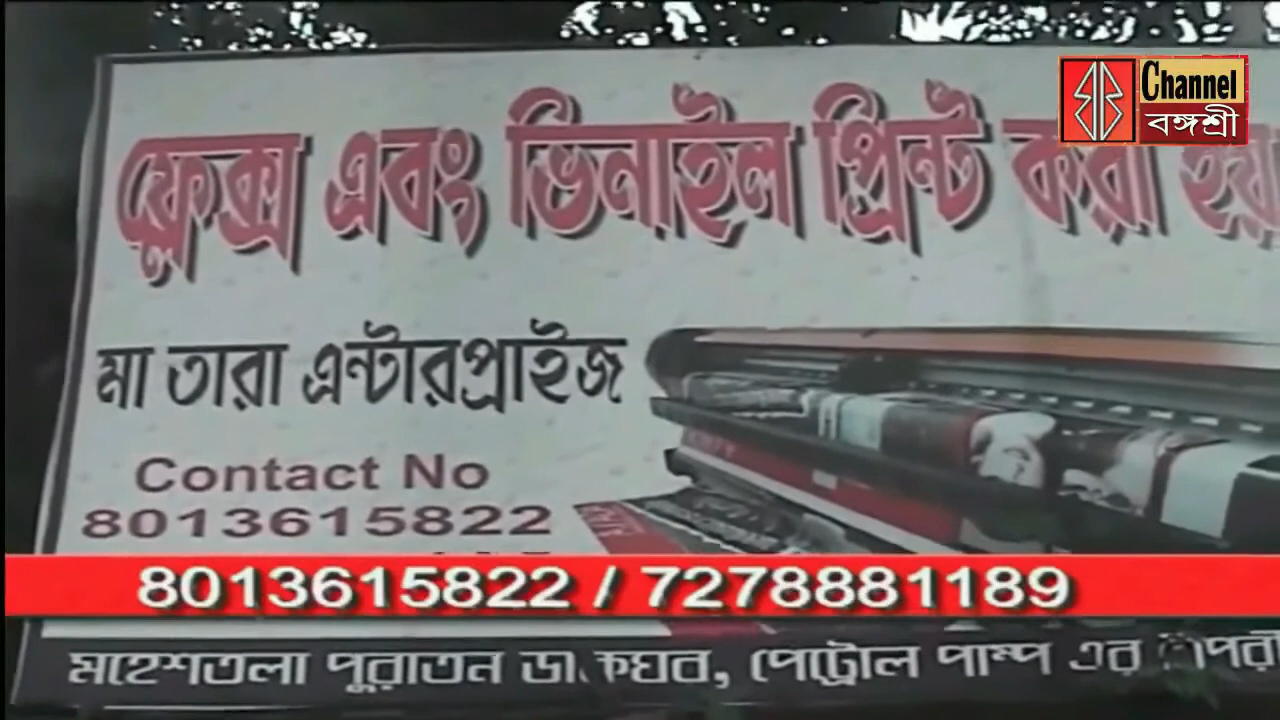 Channel
বঙ্গশ্রী
ফ্লেক্স এবং ভিনাইল প্রিন্ট করা হয়
মা তারা এন্টারপ্রাইজ
Contact No
8013615822
8013615822 / 7278881189
মহেশতলা পুরাতন ডাকঘর, পেট্রোল পাম্প এর